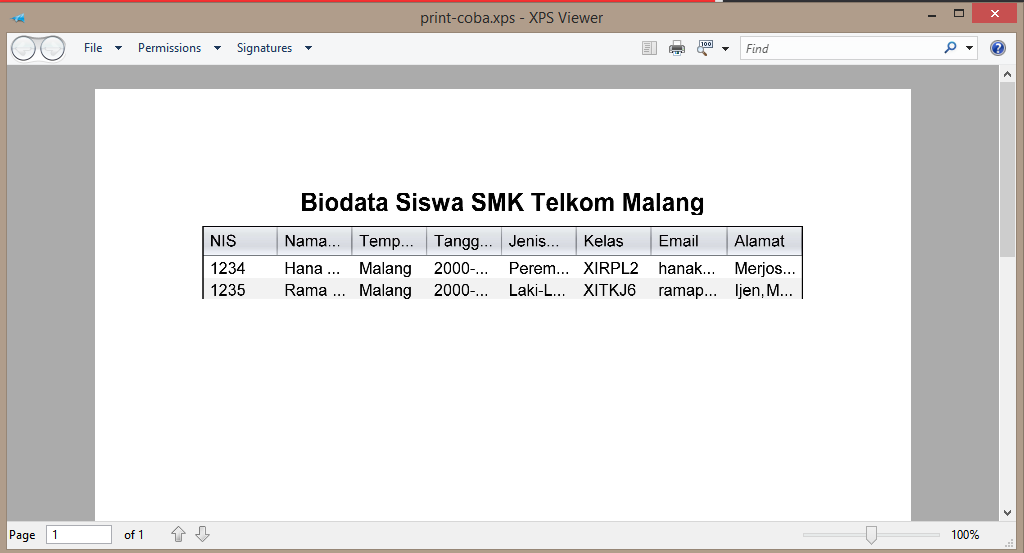 print-coba.xps - XPS Viewer
File Permissions Signatures 100 Find ?
Biodata Siswa SMK Telkom Malang
NIS Nama... Temp... Tangg... Jenis... Kelas Email Alamat
1234 Hana ... Malang 2000-... Perem... XIRPL2 hanak... Merjos...
1235 Rama ... Malang 2000-... Laki-L... XITKJ6 ramap... Ijen,M...
Page 1 of 1 100%